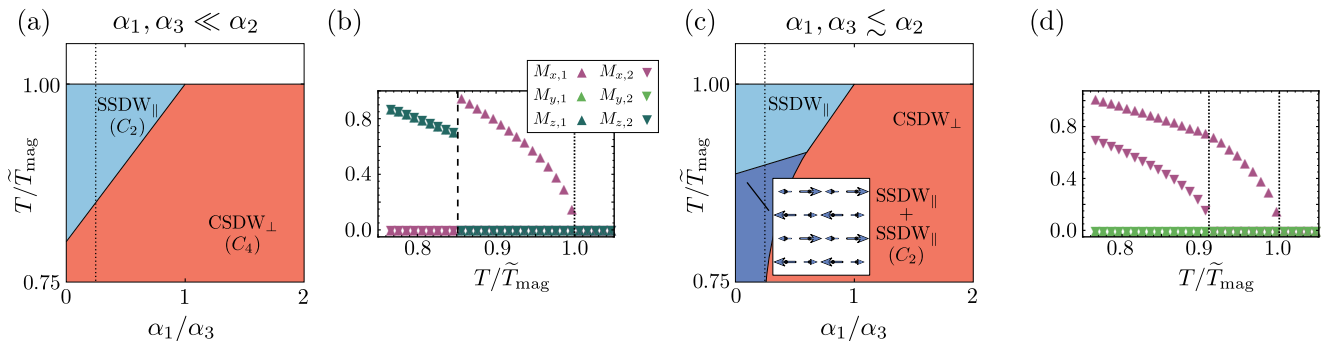 (a)
α₁, α₃ ≪ α₂
T/T̃mag
1.00
0.75
SSDW∥
(C₂)
CSDW⊥
(C₄)
0
1
2
α₁/α₃
(b)
Mx,1 Mx,2
My,1 My,2
Mz,1 Mz,2
0.8
0.4
0.0
0.8
0.9
1.0
T/T̃mag
(c)
α₁, α₃ ≲ α₂
T/T̃mag
1.00
0.75
SSDW∥
CSDW⊥
SSDW∥
+
SSDW∥
(C₂)
0
1
2
α₁/α₃
(d)
0.8
0.4
0.0
0.8
0.9
1.0
T/T̃mag